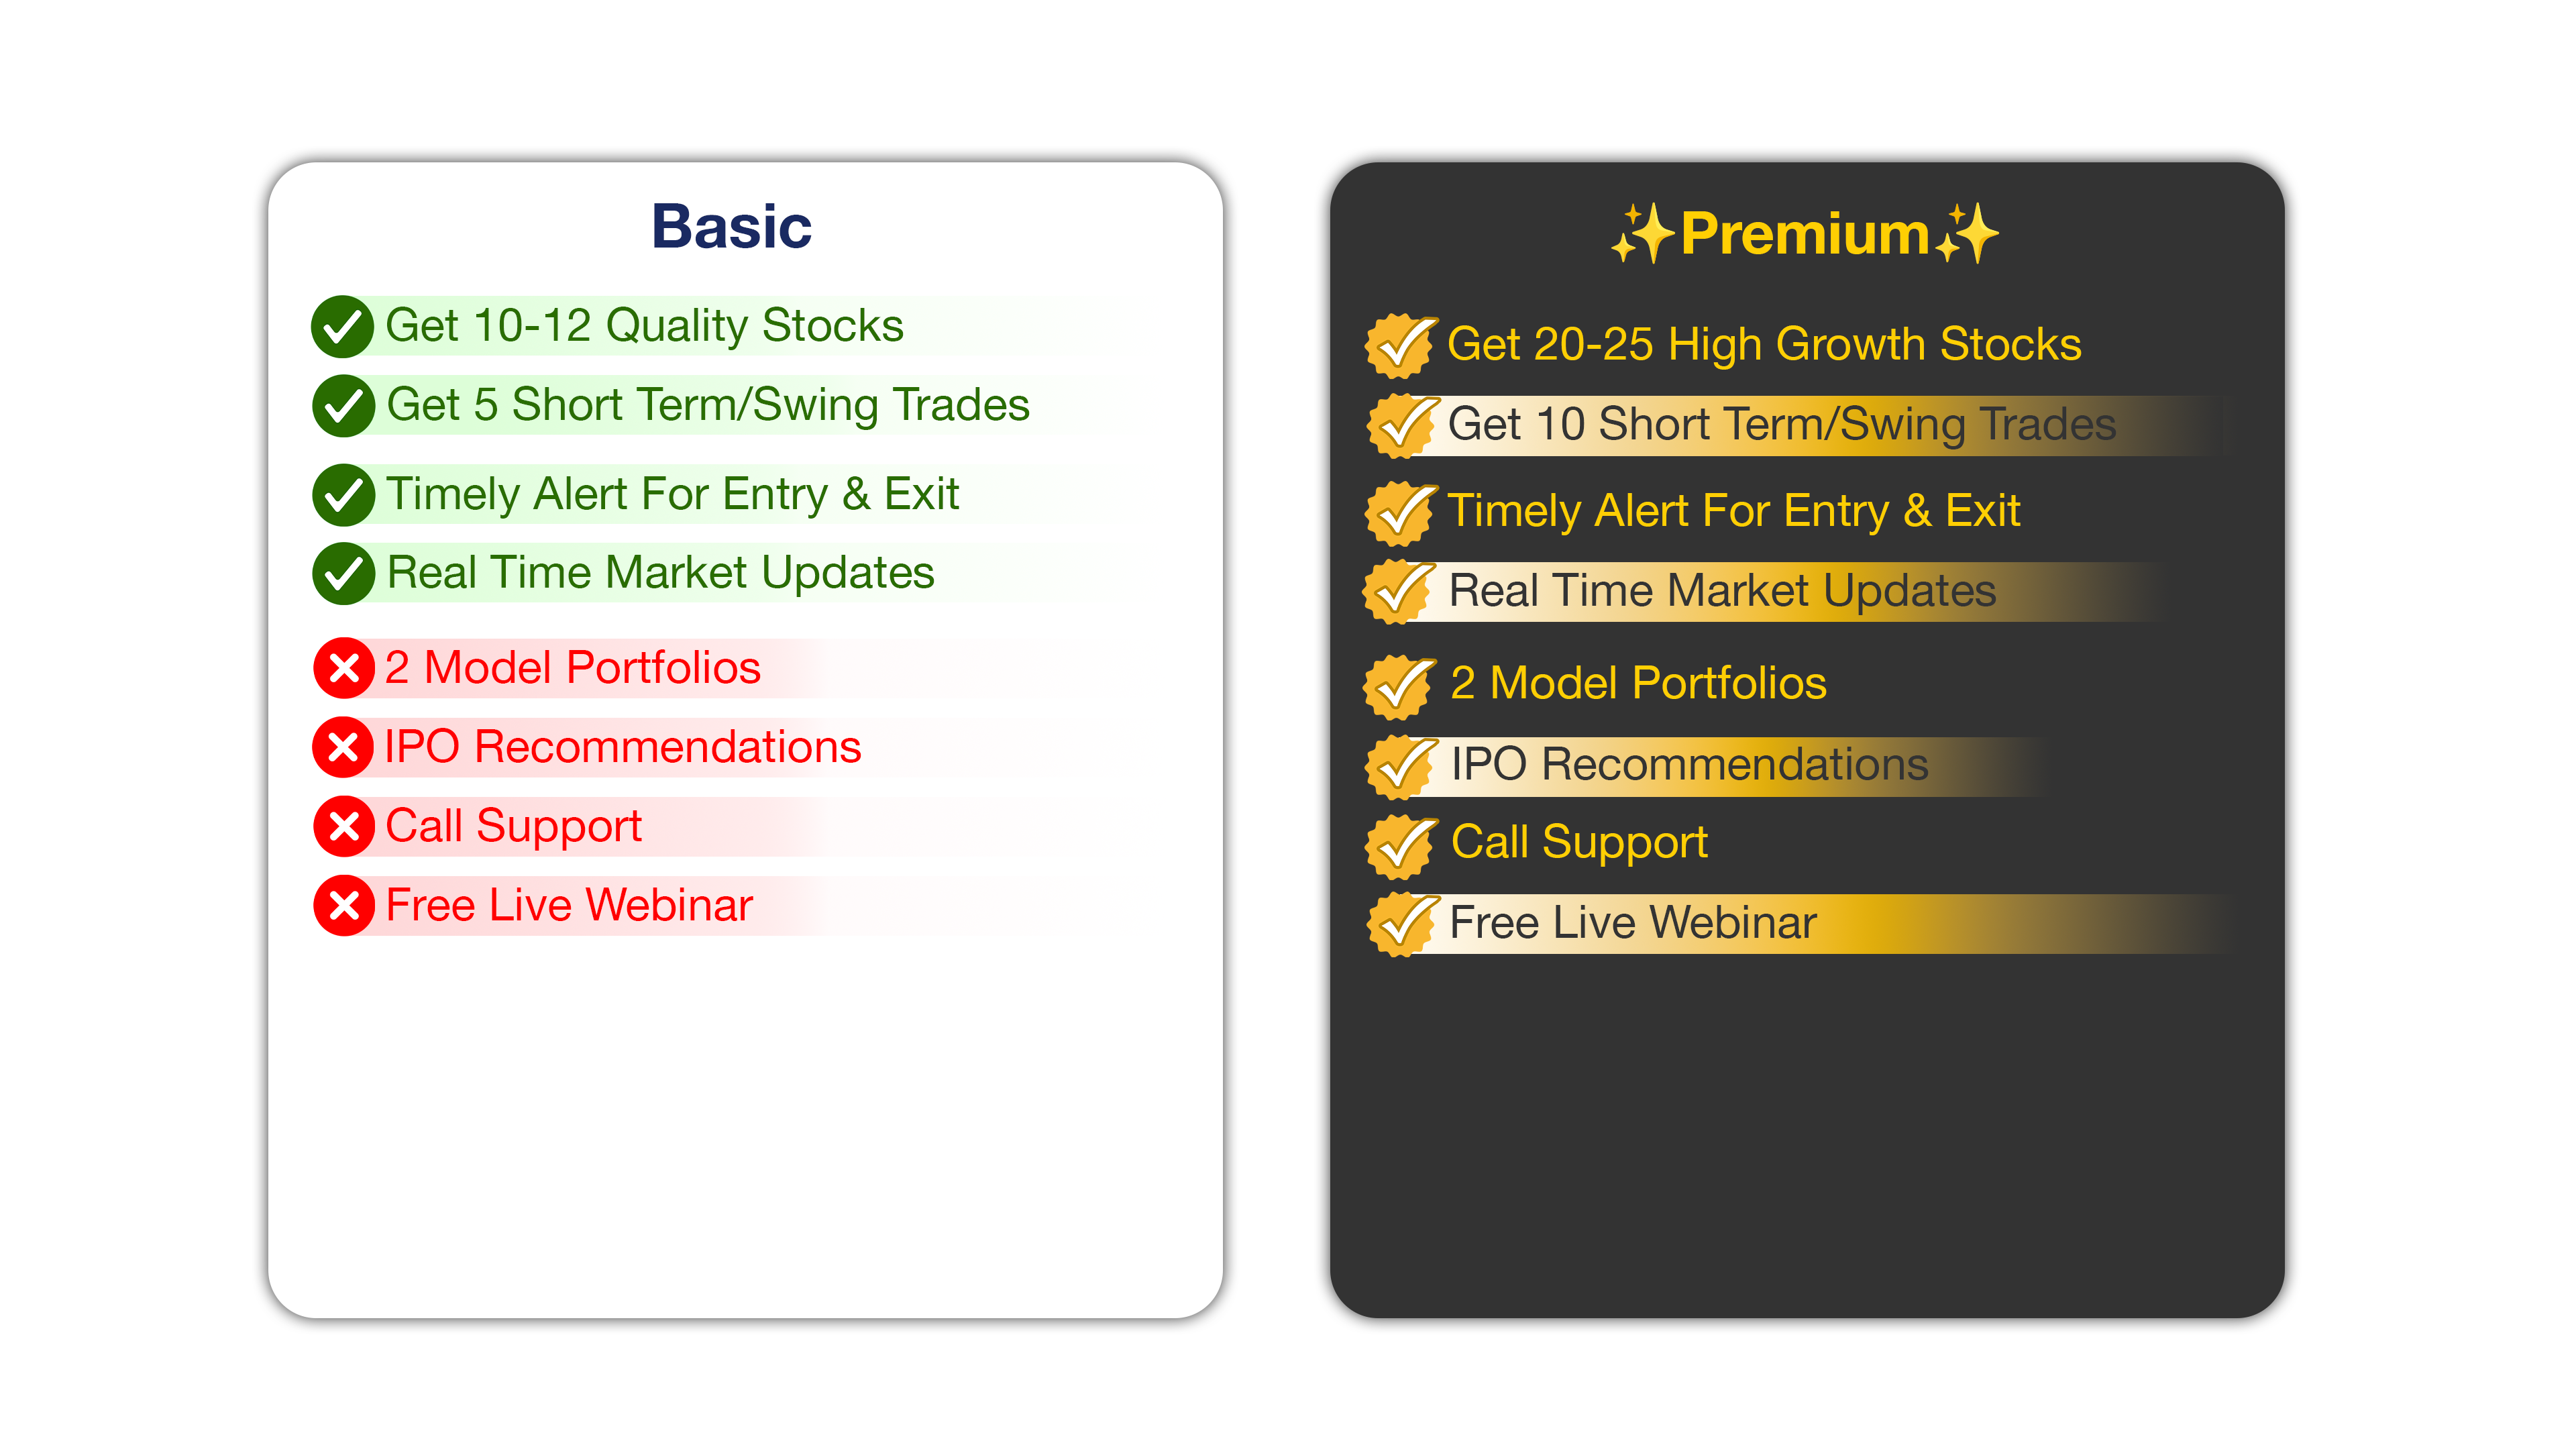 Basic
Get 10-12 Quality Stocks
Get 5 Short Term/Swing Trades
Timely Alert For Entry & Exit
Real Time Market Updates
2 Model Portfolios
IPO Recommendations
Call Support
Free Live Webinar
✨Premium✨
Get 20-25 High Growth Stocks
Get 10 Short Term/Swing Trades
Timely Alert For Entry & Exit
Real Time Market Updates
2 Model Portfolios
IPO Recommendations
Call Support
Free Live Webinar